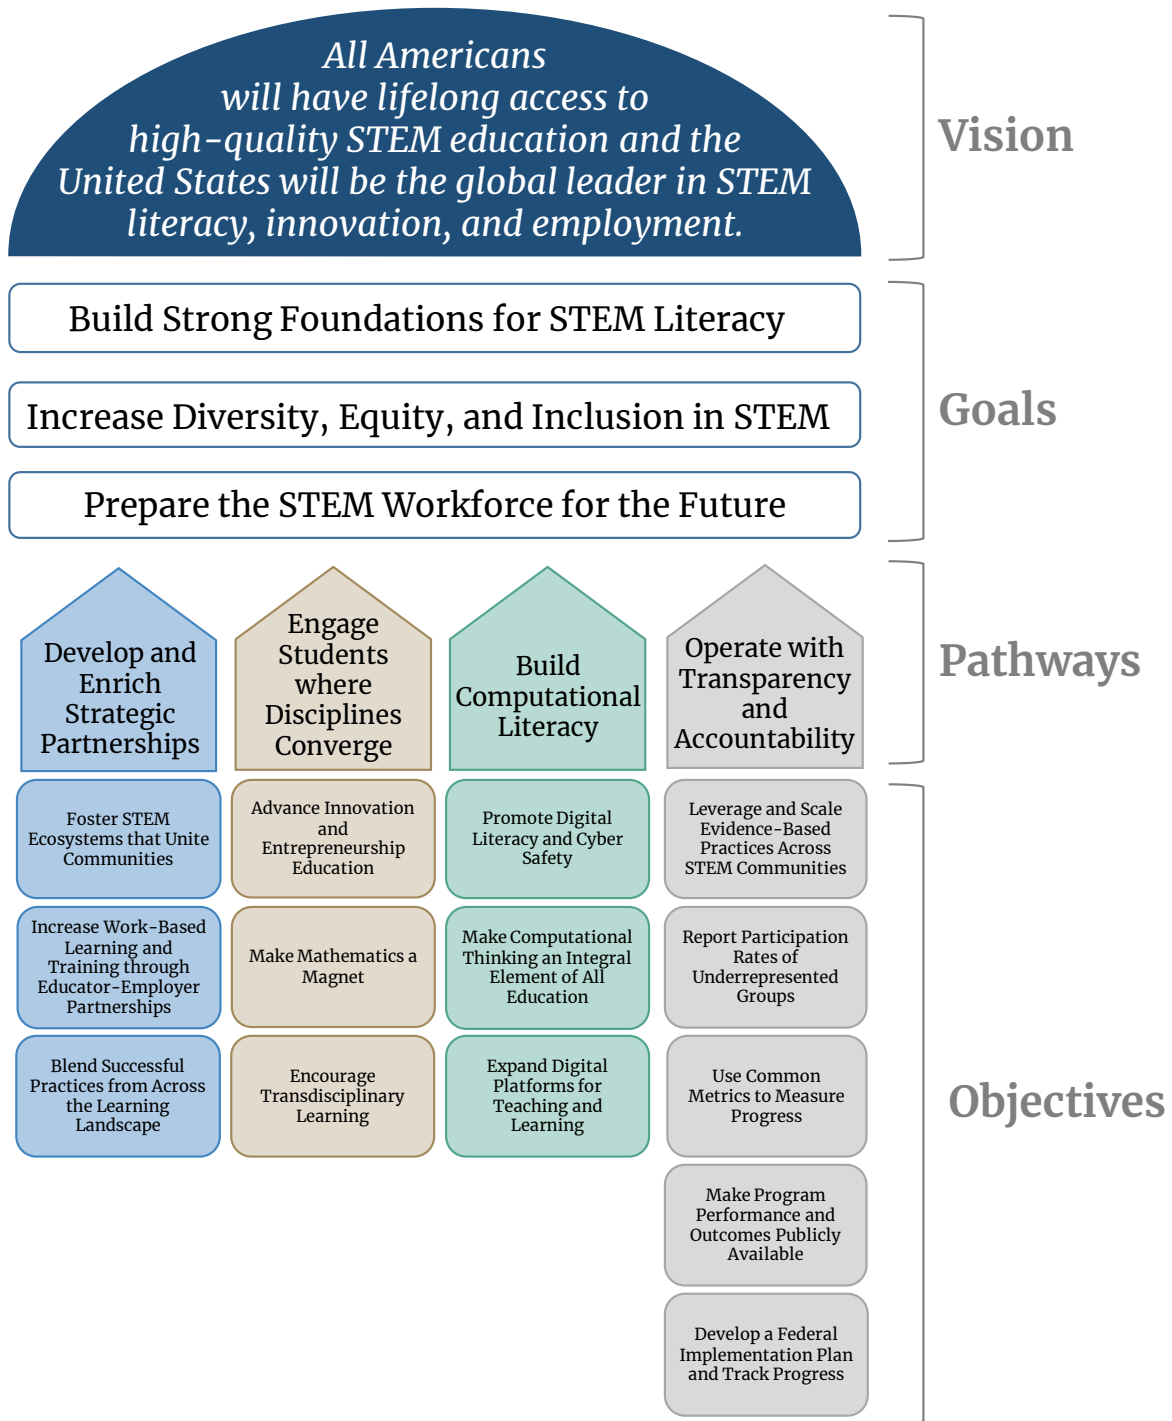 All Americans
will have lifelong access to
high-quality STEM education and the
United States will be the global leader in STEM
literacy, innovation, and employment.
Vision
Build Strong Foundations for STEM Literacy
Increase Diversity, Equity, and Inclusion in STEM
Prepare the STEM Workforce for the Future
Goals
Develop and
Enrich
Strategic
Partnerships
Engage
Students
where
Disciplines
Converge
Build
Computational
Literacy
Operate with
Transparency
and
Accountability
Pathways
Foster STEM
Ecosystems that Unite
Communities
Increase Work-Based
Learning and
Training through
Educator-Employer
Partnerships
Blend Successful
Practices from Across
the Learning
Landscape
Advance Innovation
and
Entrepreneurship
Education
Make Mathematics a
Magnet
Encourage
Transdisciplinary
Learning
Promote Digital
Literacy and Cyber
Safety
Make Computational
Thinking an Integral
Element of All
Education
Expand Digital
Platforms for
Teaching and
Learning
Leverage and Scale
Evidence-Based
Practices Across
STEM Communities
Report Participation
Rates of
Underrepresented
Groups
Use Common
Metrics to Measure
Progress
Make Program
Performance and
Outcomes Publicly
Available
Develop a Federal
Implementation Plan
and Track Progress
Objectives